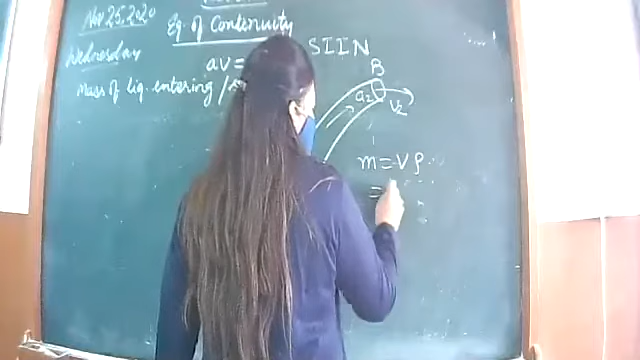 Nov 25, 2020
Eq. of Continuity
Wednesday
SIIN
av =
B
Mass of liq. entering /
a₂
v₂
m = Vρ
=